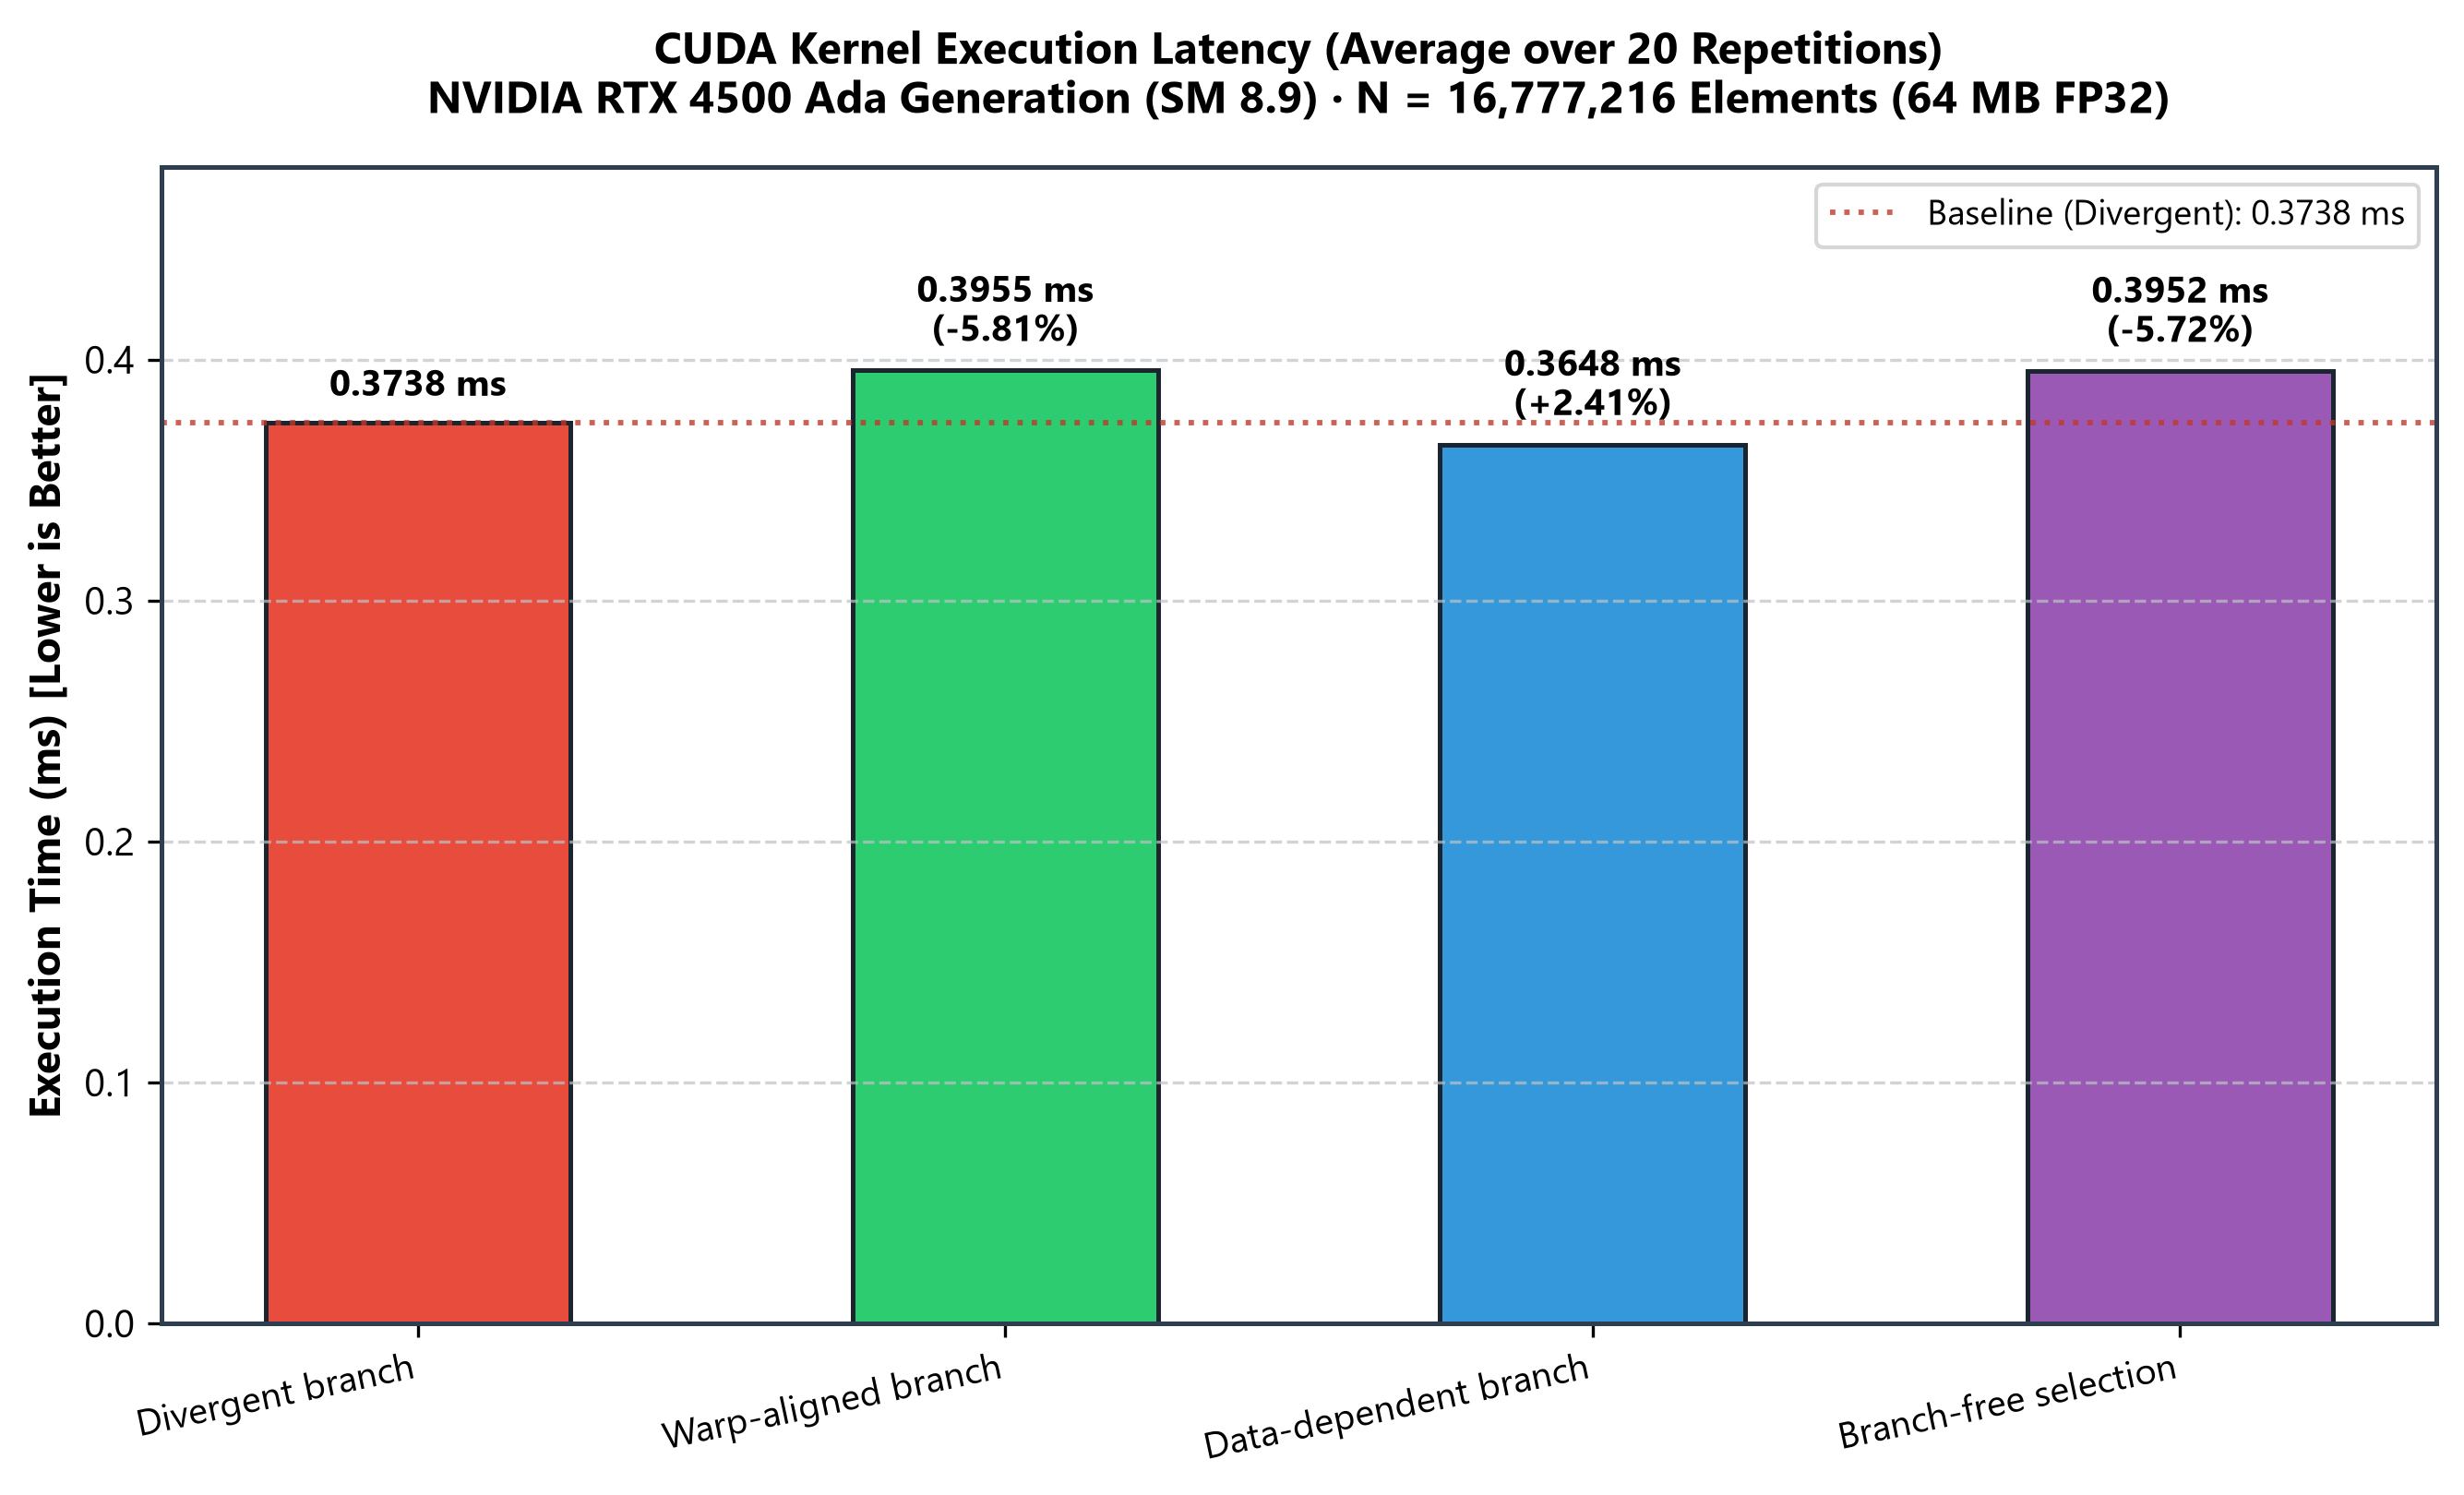 CUDA Kernel Execution Latency (Average over 20 Repetitions)
NVIDIA RTX 4500 Ada Generation (SM 8.9) · N = 16,777,216 Elements (64 MB FP32)
Baseline (Divergent): 0.3738 ms
Execution Time (ms) [Lower is Better]
0.4
0.3
0.2
0.1
0.0
0.3738 ms
0.3955 ms
(-5.81%)
0.3648 ms
(+2.41%)
0.3952 ms
(-5.72%)
Divergent branch
Warp-aligned branch
Data-dependent branch
Branch-free selection